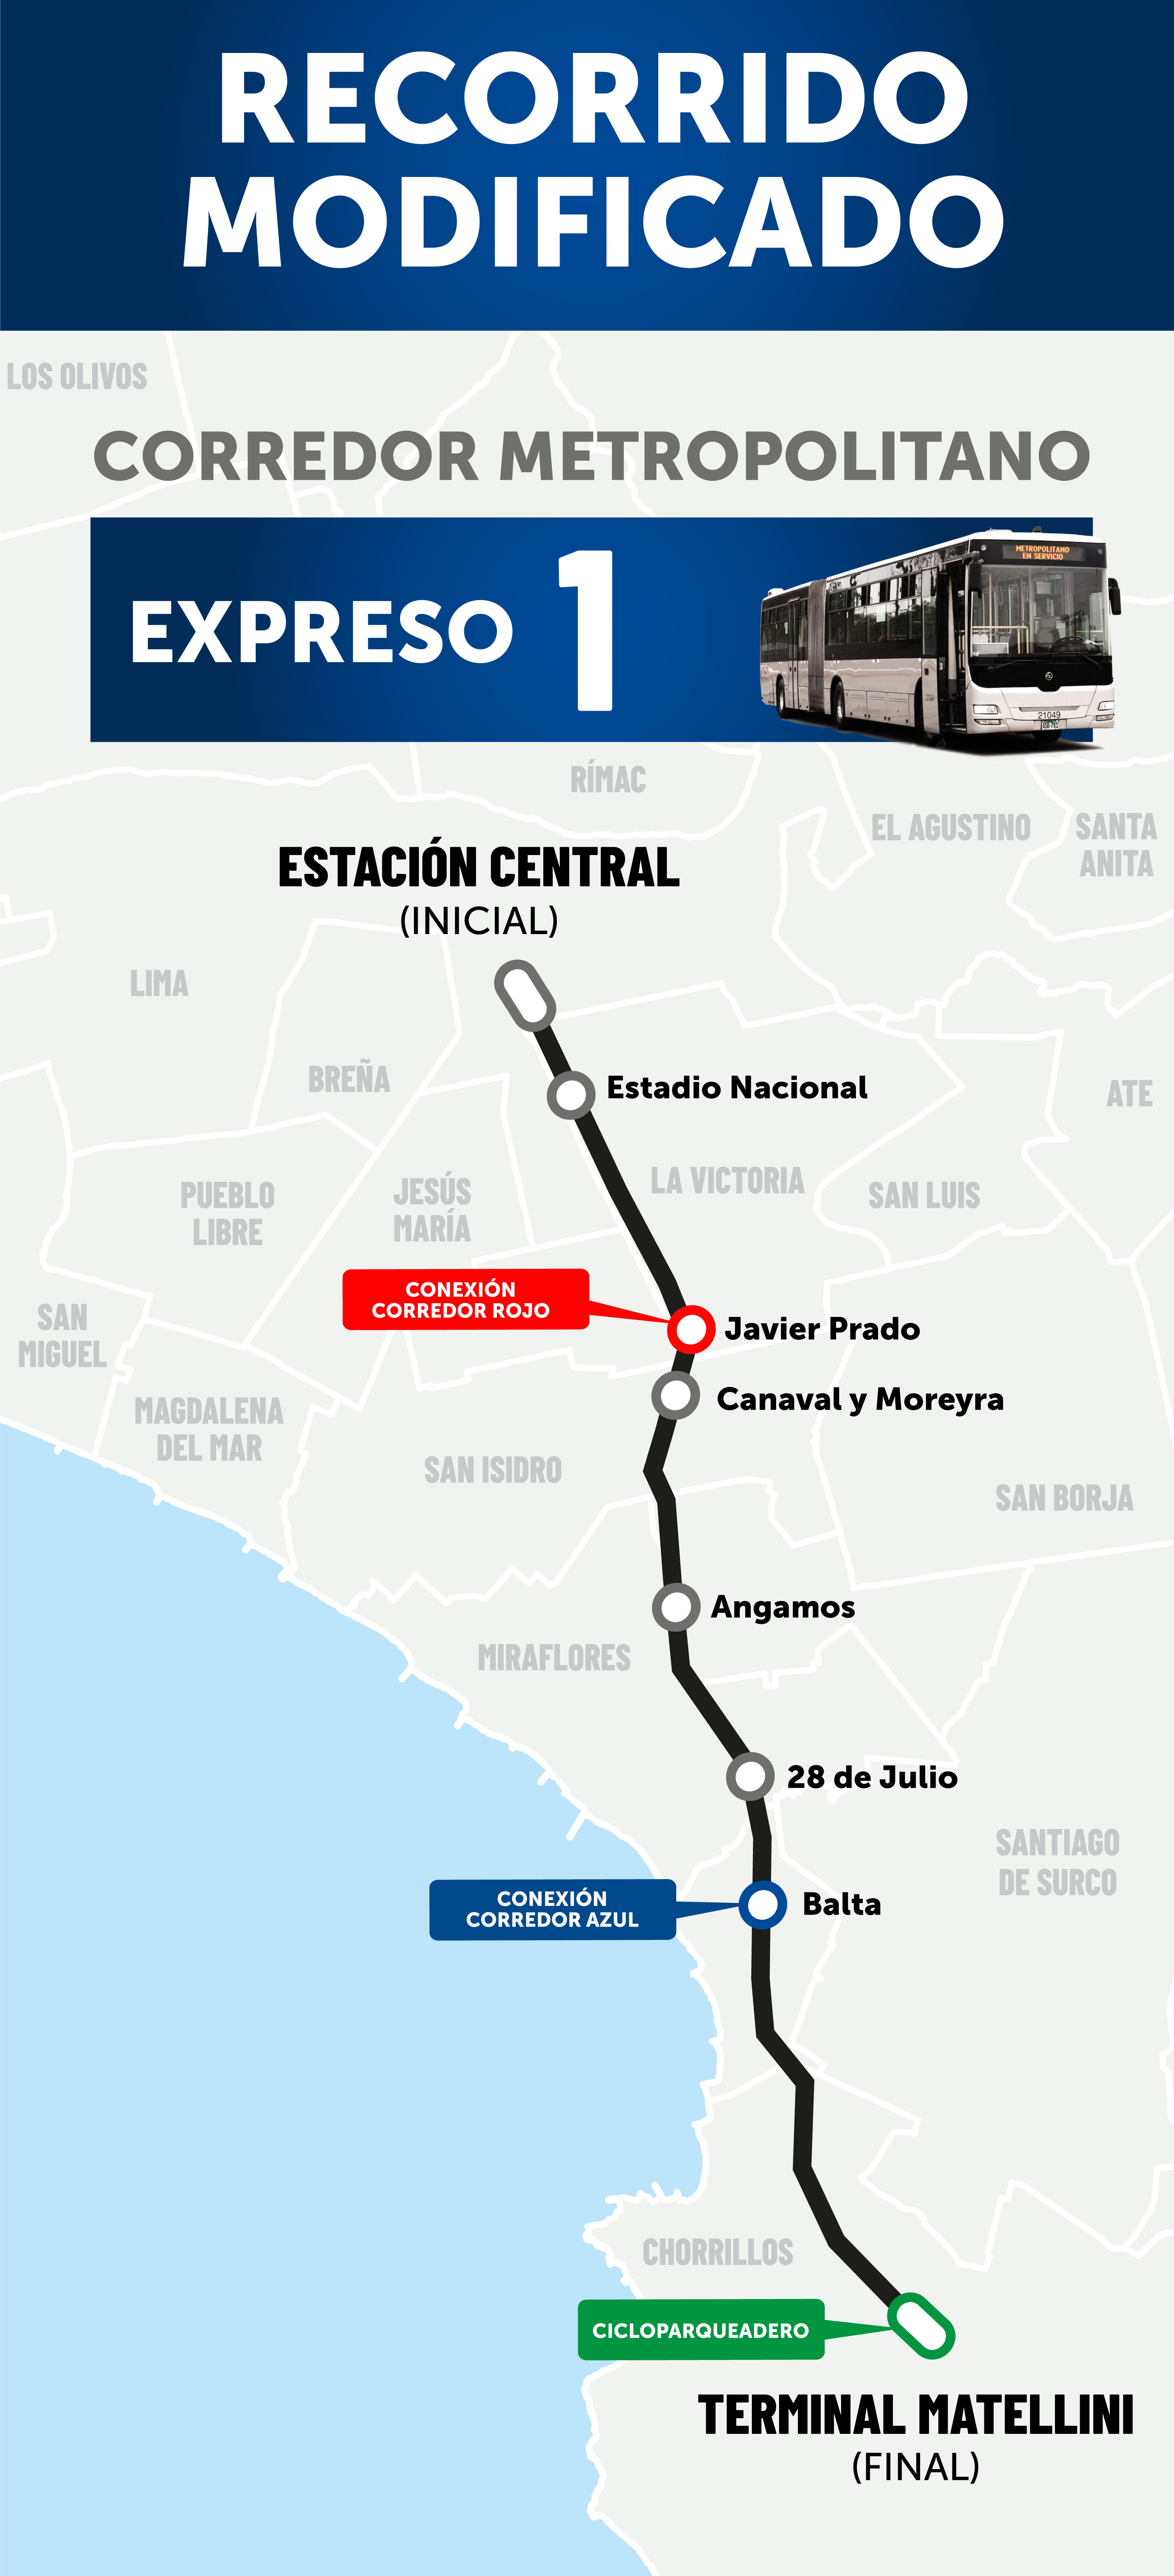 RECORRIDO
MODIFICADO
LOS OLIVOS
CORREDOR METROPOLITANO
EXPRESO 1
METROPOLITANO
EN SERVICIO
21049
RÍMAC
EL AGUSTINO
SANTA
ANITA
ESTACIÓN CENTRAL
(INICIAL)
LIMA
BREÑA
Estadio Nacional
ATE
PUEBLO
LIBRE
JESÚS
MARÍA
LA VICTORIA
SAN LUIS
CONEXIÓN
CORREDOR ROJO
SAN
MIGUEL
Javier Prado
MAGDALENA
DEL MAR
Canaval y Moreyra
SAN ISIDRO
SAN BORJA
Angamos
MIRAFLORES
28 de Julio
SANTIAGO
DE SURCO
CONEXIÓN
CORREDOR AZUL
Balta
CHORRILLOS
CICLOPARQUEADERO
TERMINAL MATELLINI
(FINAL)